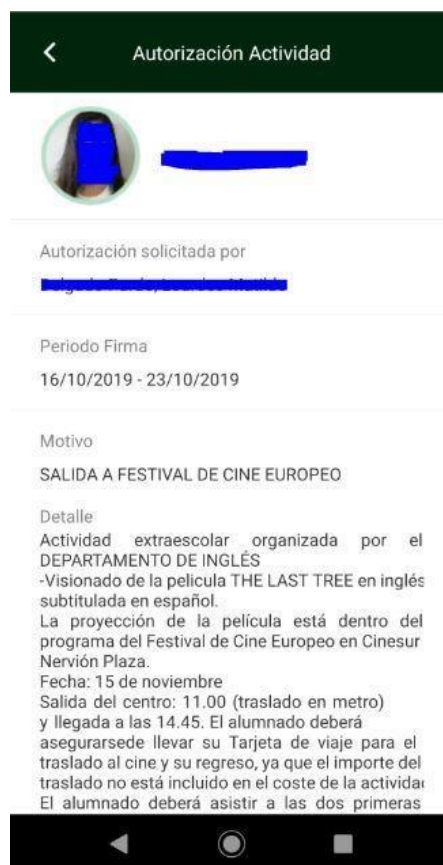 Autorización Actividad
Autorización solicitada por
Periodo Firma
16/10/2019 - 23/10/2019
Motivo
SALIDA A FESTIVAL DE CINE EUROPEO
Detalle
Actividad extraescolar organizada por el
DEPARTAMENTO DE INGLÉS
-Visionado de la pelicula THE LAST TREE en inglés
subtitulada en español.
La proyección de la película está dentro del
programa del Festival de Cine Europeo en Cinesur
Nervión Plaza.
Fecha: 15 de noviembre
Salida del centro: 11.00 (traslado en metro)
y llegada a las 14.45. El alumnado deberá
asegurarsede llevar su Tarjeta de viaje para el
traslado al cine y su regreso, ya que el importe del
traslado no está incluido en el coste de la actividad
El alumnado deberá asistir a las dos primeras